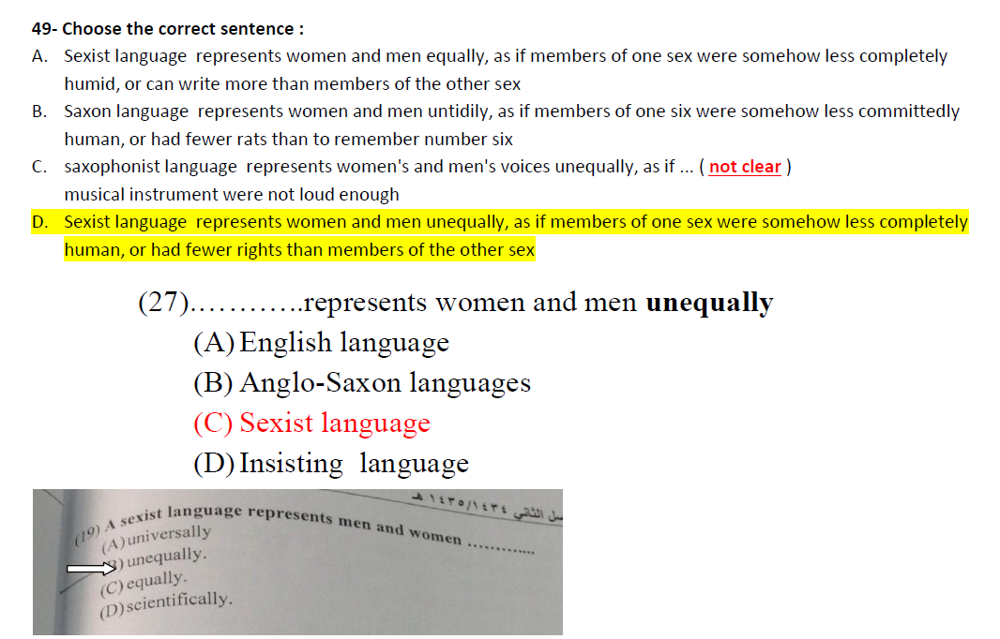 49- Choose the correct sentence :
A. Sexist language represents women and men equally, as if members of one sex were somehow less completely
humid, or can write more than members of the other sex
B. Saxon language represents women and men untidily, as if members of one six were somehow less committedly
human, or had fewer rats than to remember number six
C. saxophonist language represents women's and men's voices unequally, as if ... ( not clear )
musical instrument were not loud enough
D. Sexist language represents women and men unequally, as if members of one sex were somehow less completely
human, or had fewer rights than members of the other sex
(27)............represents women and men unequally
(A) English language
(B) Anglo-Saxon languages
(C) Sexist language
(D) Insisting language
الثاني ١٤٣٥/١٤٣٤ هـ
(19) A sexist language represents men and women .............
(A) universally
B) unequally.
(C) equally.
(D) scientifically.